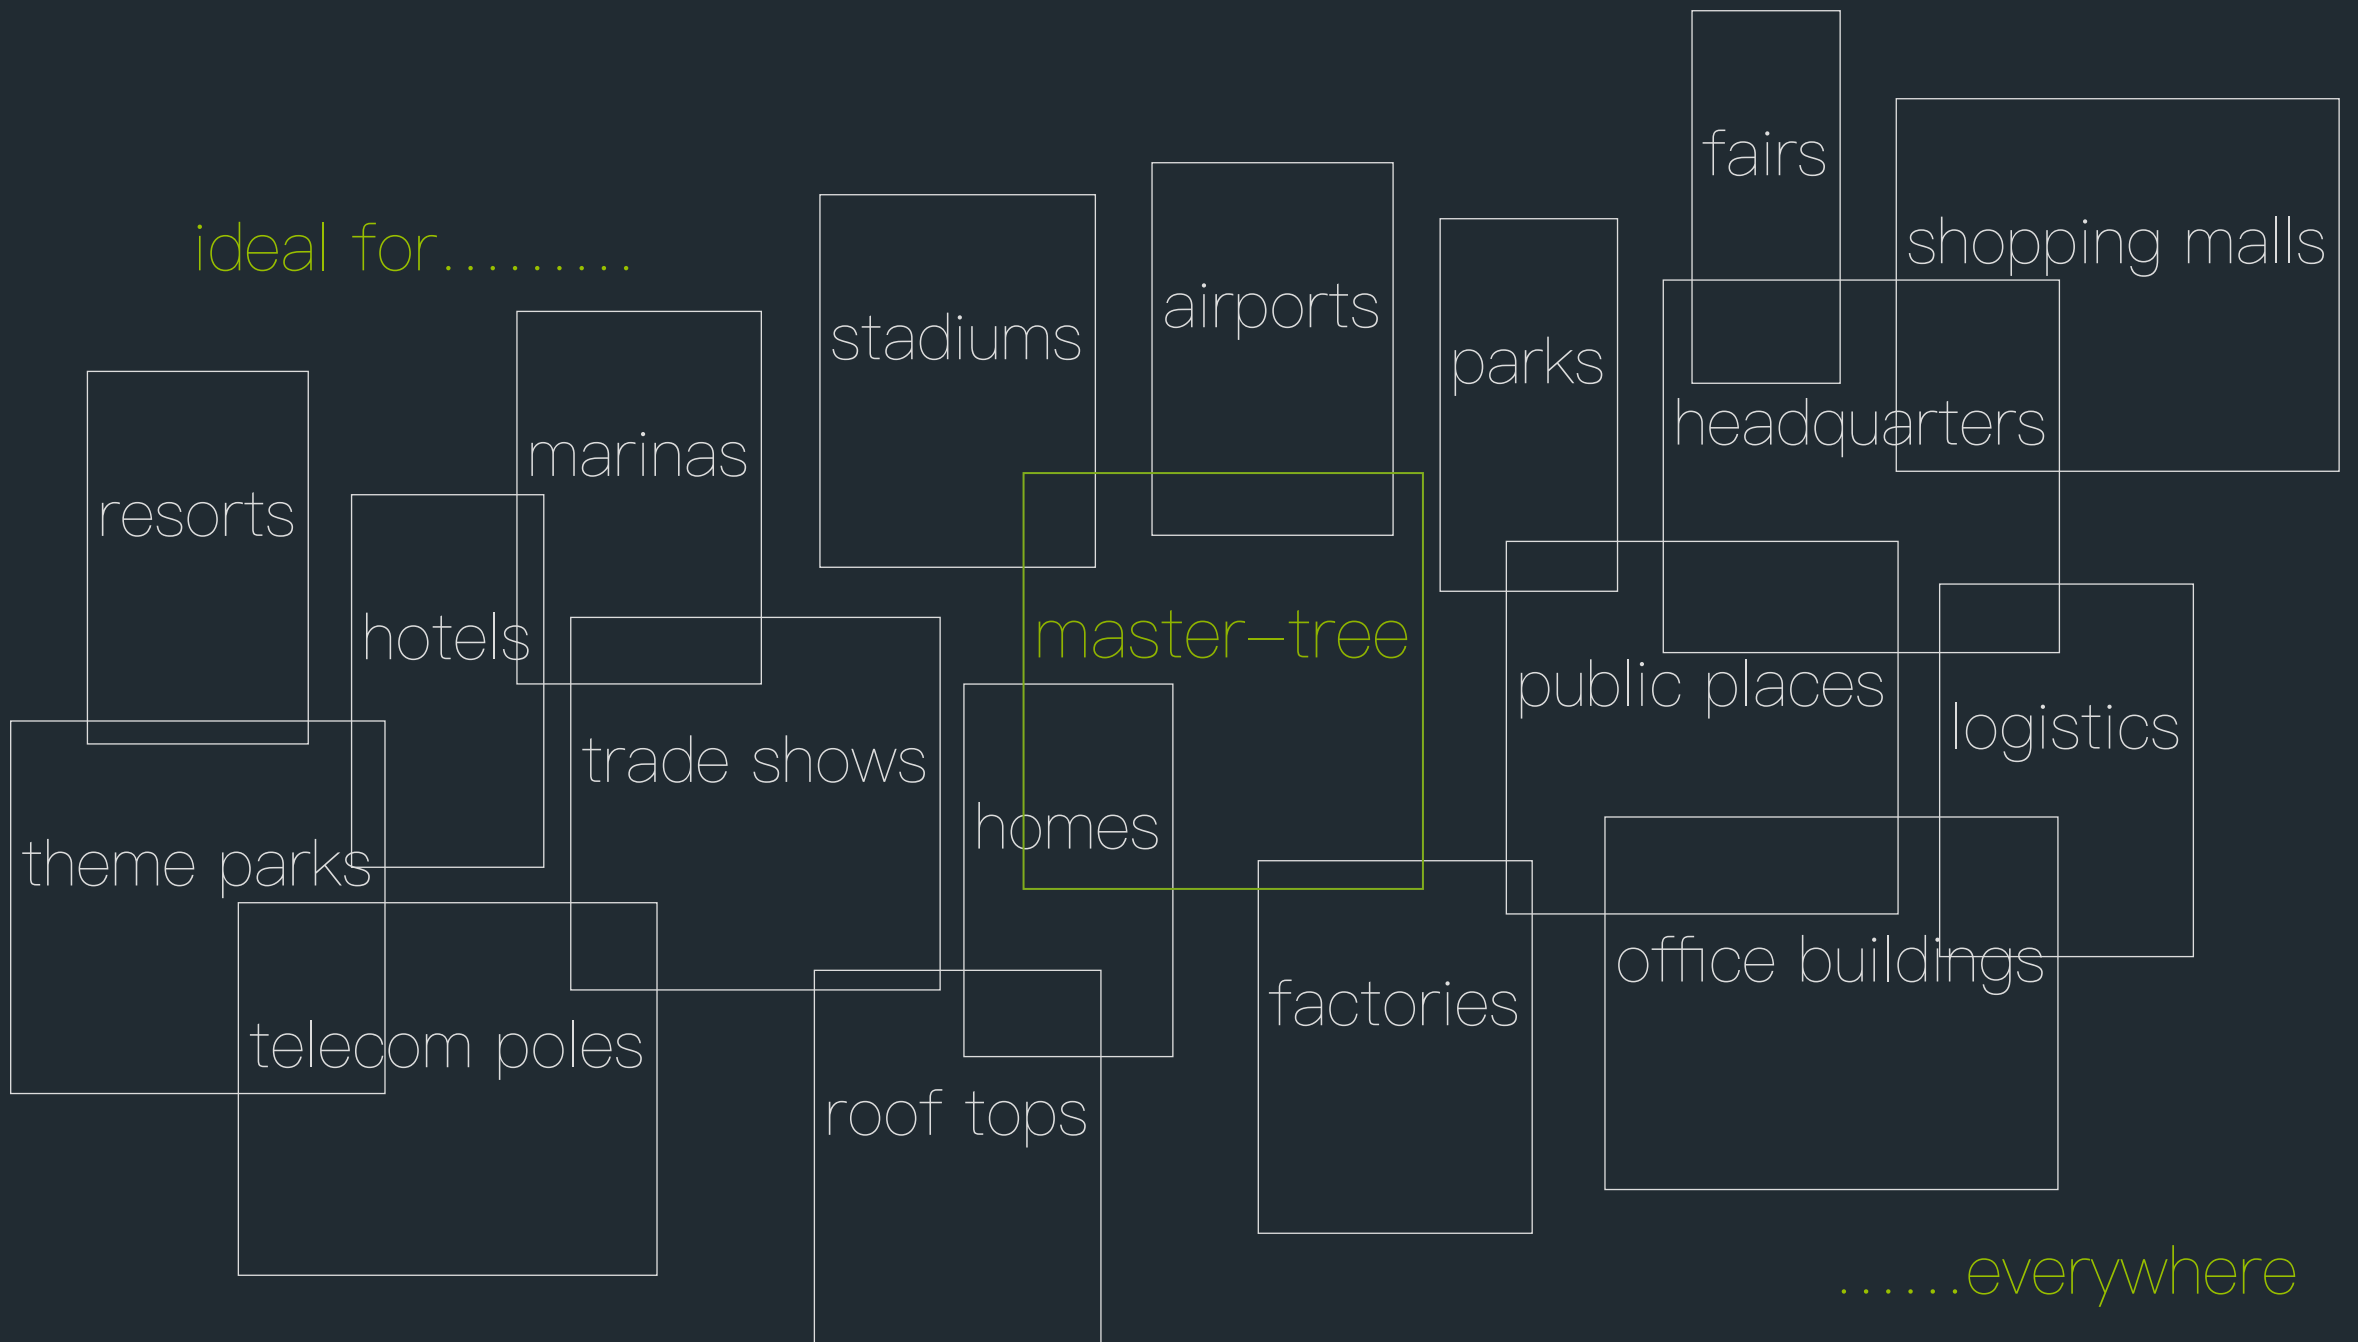 fairs
shopping malls
ideal for.........
airports
stadiums
parks
headquarters
marinas
resorts
hotels
master—tree
public places
logistics
trade shows
homes
theme parks
office buildings
factories
telecom poles
roof tops
......everywhere